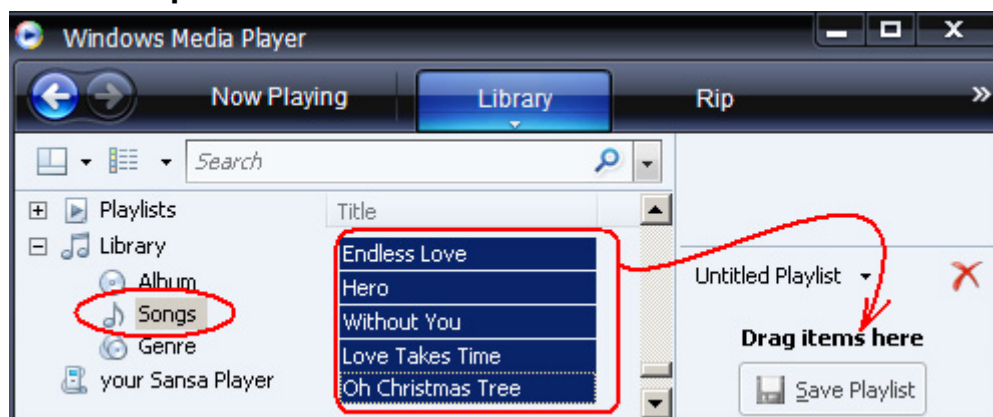 Windows Media Player
Now Playing Library Rip »
Search
Playlists
Library
Album
Songs
Genre
your Sansa Player
Title
Endless Love
Hero
Without You
Love Takes Time
Oh Christmas Tree
Untitled Playlist
Drag items here
Save Playlist